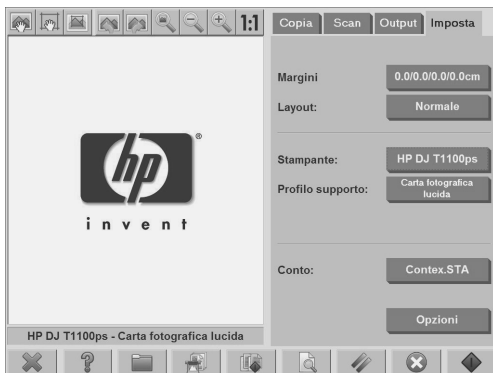 1:1
Copia Scan Output Imposta
Margini 0.0/0.0/0.0/0.0cm
Layout: Normale
Stampante: HP DJ T1100ps
Profilo supporto: Carta fotografica
lucida
hp ®
invent
Conto: Contex.STA
Opzioni
HP DJ T1100ps - Carta fotografica lucida
?